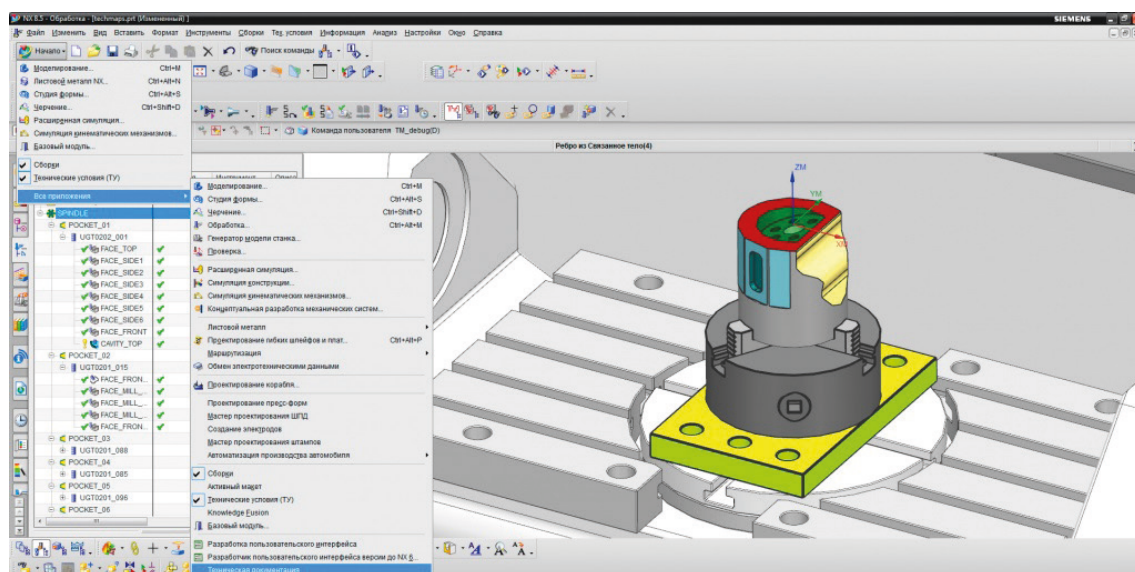 NX 8.5 - Обработка - [techmaps.prt (Измененный) ]
SIEMENS
Файл Изменить Вид Вставить Формат Инструменты Сборки Тех условия Информация Анализ Настройки Окно Справка
Начало
Поиск команды
Моделирование... Ctrl+M
Листовой металл NX... Ctrl+Alt+N
Студия формы... Ctrl+Alt+S
Черчение... Ctrl+Shift+D
Расширенная симуляция...
Симуляция кинематических механизмов...
Базовый модуль...
Сборки
Технические условия (ТУ)
Все приложения
Команда пользователя TM_debug(D)
Ребро из Связанное тело(4)
Инструмент
SPINDLE
POCKET_01
UGT0202_001
FACE_TOP
FACE_SIDE1
FACE_SIDE2
FACE_SIDE3
FACE_SIDE4
FACE_SIDE5
FACE_SIDE6
FACE_FRONT
CAVITY_TOP
POCKET_02
UGT0201_015
FACE_FRON...
FACE_MILL_...
FACE_MILL_...
FACE_MILL_...
FACE_FRON...
POCKET_03
UGT0201_088
POCKET_04
UGT0201_085
POCKET_05
UGT0201_096
POCKET_06
Моделирование... Ctrl+M
Студия формы... Ctrl+Alt+S
Черчение... Ctrl+Shift+D
Обработка... Ctrl+Alt+M
Генератор модели станка...
Проверка...
Расширенная симуляция...
Симуляция конструкции...
Симуляция кинематических механизмов...
Концептуальная разработка механических систем...
Листовой металл
Проектирование гибких шлейфов и плат... Ctrl+Alt+P
Маршрутизация
Обмен электротехническими данными
Проектирование корабля...
Проектирование пресс-форм
Мастер проектирования ШПД
Создание электродов
Мастер проектирования штампов
Автоматизация производства автомобиля
Сборки
Активный макет
Технические условия (ТУ)
Knowledge Fusion
Базовый модуль...
Разработка пользовательского интерфейса
Разработчик пользовательского интерфейса версии до NX 6...
Техническая документация
ZM
YM
XM